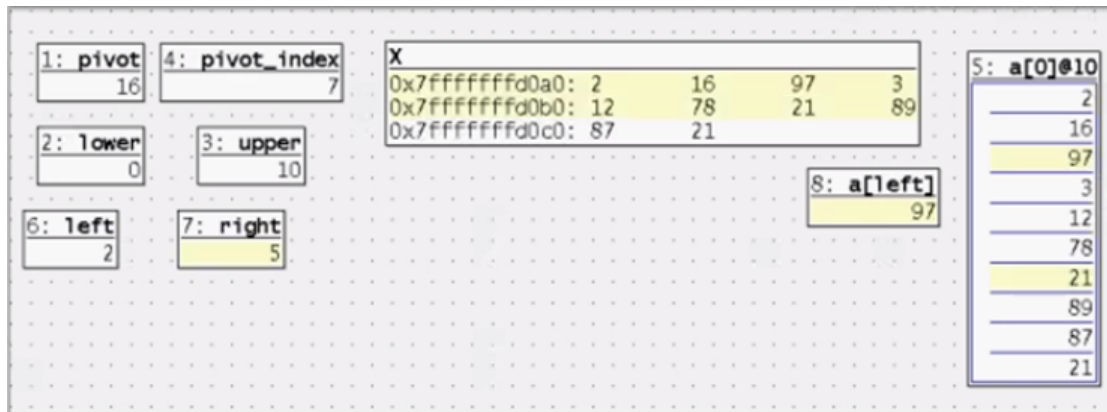 1: pivot
16
4: pivot_index
7
X
0x7fffffffd0a0: 2 16 97 3
0x7fffffffd0b0: 12 78 21 89
0x7fffffffd0c0: 87 21
5: a[0]@10
2
16
97
3
12
78
21
89
87
21
2: lower
0
3: upper
10
8: a[left]
97
6: left
2
7: right
5